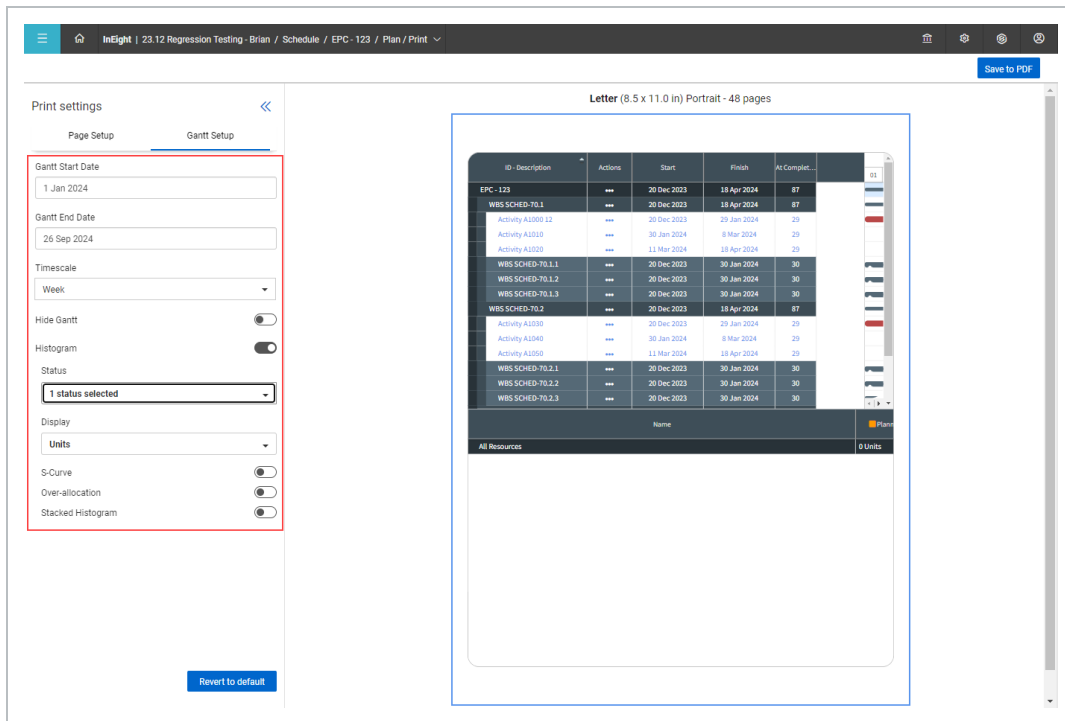 InEight | 23.12 Regression Testing - Brian / Schedule / EPC - 123 / Plan / Print
Save to PDF
Print settings
Page Setup Gantt Setup
Gantt Start Date
1 Jan 2024
Gantt End Date
26 Sep 2024
Timescale
Week
Hide Gantt
Histogram
Status
1 status selected
Display
Units
S-Curve
Over-allocation
Stacked Histogram
Revert to default
Letter (8.5 x 11.0 in) Portrait - 48 pages
ID - Description Actions Start Finish At Complet... 01
EPC - 123 ••• 20 Dec 2023 18 Apr 2024 87
WBS SCHED-70.1 ••• 20 Dec 2023 18 Apr 2024 87
Activity A1000 12 ••• 20 Dec 2023 29 Jan 2024 29
Activity A1010 ••• 30 Jan 2024 8 Mar 2024 29
Activity A1020 ••• 11 Mar 2024 18 Apr 2024 29
WBS SCHED-70.1.1 ••• 20 Dec 2023 30 Jan 2024 30
WBS SCHED-70.1.2 ••• 20 Dec 2023 30 Jan 2024 30
WBS SCHED-70.1.3 ••• 20 Dec 2023 30 Jan 2024 30
WBS SCHED-70.2 ••• 20 Dec 2023 18 Apr 2024 87
Activity A1030 ••• 20 Dec 2023 29 Jan 2024 29
Activity A1040 ••• 30 Jan 2024 8 Mar 2024 29
Activity A1050 ••• 11 Mar 2024 18 Apr 2024 29
WBS SCHED-70.2.1 ••• 20 Dec 2023 30 Jan 2024 30
WBS SCHED-70.2.2 ••• 20 Dec 2023 30 Jan 2024 30
WBS SCHED-70.2.3 ••• 20 Dec 2023 30 Jan 2024 30
Name Plann
All Resources 0 Units